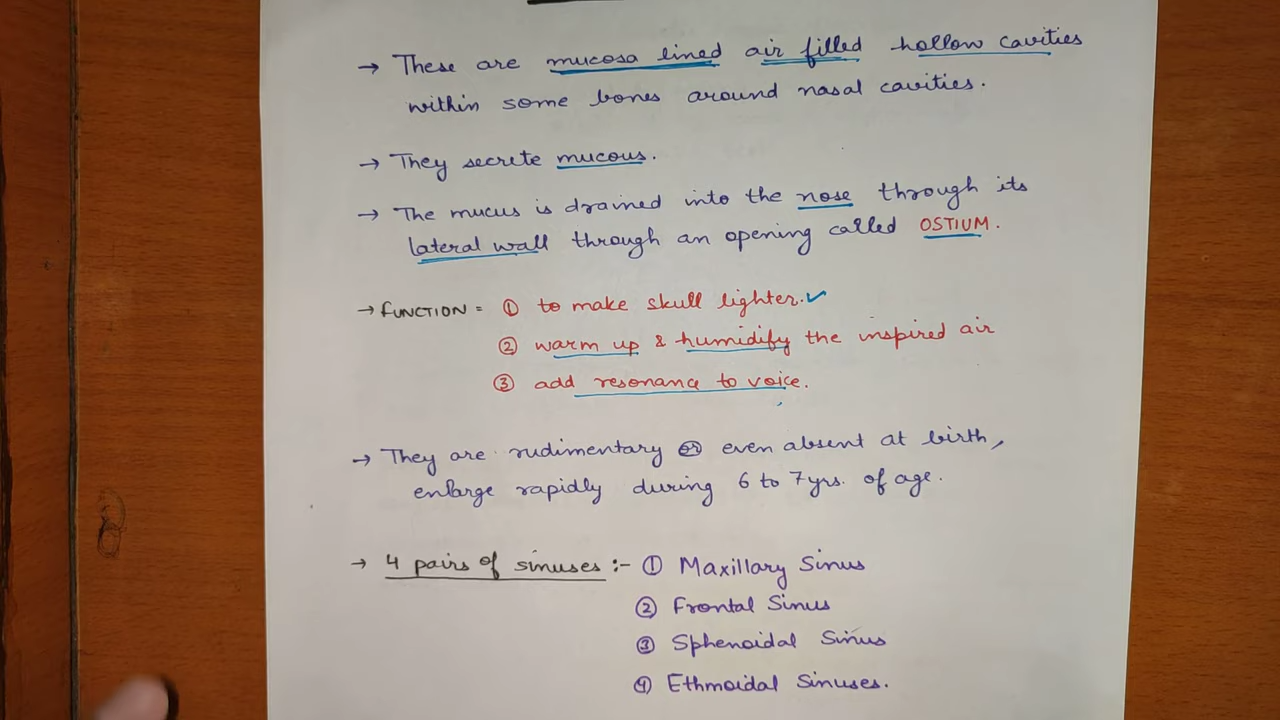 → These are mucosa lined air filled hollow cavities
within some bones around nasal cavities.
→ They secrete mucous.
→ The mucus is drained into the nose through its
lateral wall through an opening called OSTIUM.
→ FUNCTION = ① to make skull lighter.✓
② warm up & humidify the inspired air
③ add resonance to voice.
→ They are rudimentary or even absent at birth,
enlarge rapidly during 6 to 7 yrs. of age.
→ 4 pairs of sinuses :- ① Maxillary Sinus
② Frontal Sinus
③ Sphenoidal Sinus
④ Ethmoidal Sinuses.